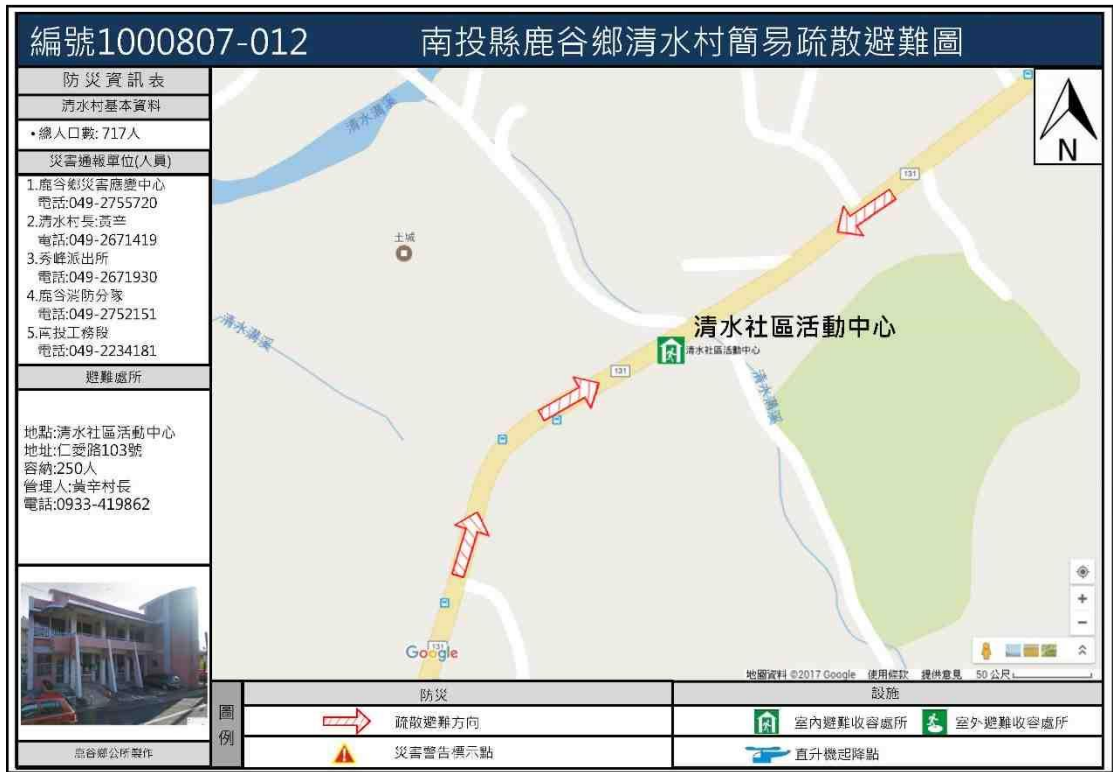 編號1000807-012
南投縣鹿谷鄉清水村簡易疏散避難圖
防災資訊表
清水村基本資料
•總人口數:717人
災害通報單位(人員)
1.鹿谷鄉災害應變中心
電話:049-2755720
2.清水村長:黃辛
電話:049-2671419
3.秀峰派出所
電話:049-2671930
4.鹿谷消防分隊
電話:049-2752151
5.南投工務段
電話:049-2234181
避難處所
地點:清水社區活動中心
地址:仁愛路103號
容納:250人
管理人:黃辛村長
電話:0933-419862
鹿谷鄉公所製作
N
清水溝溪
131
土城
清水溝溪
清水社區活動中心
清水社區活動中心
131
清水溝溪
131
Google
地圖資料 ©2017 Google 使用條款 提供意見 50 公尺
圖例
防災
設施
疏散避難方向
室內避難收容處所
室外避難收容處所
災害警告標示點
直升機起降點